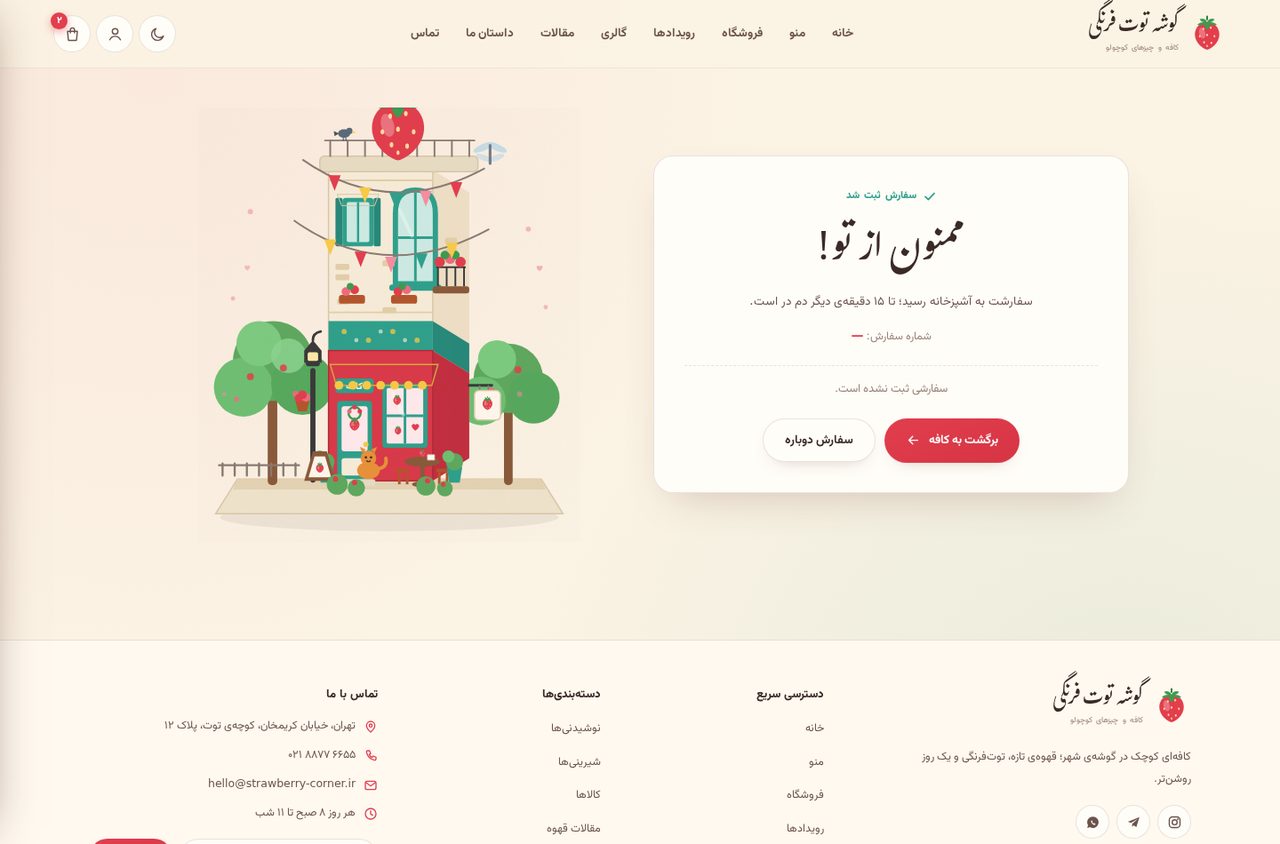 گوشه توت فرنگی
کافه و چیزهای کوچولو
خانه
منو
فروشگاه
رویدادها
گالری
مقالات
داستان ما
تماس
۲
سفارش ثبت شد
ممنون از تو!
سفارشت به آشپزخانه رسید؛ تا ۱۵ دقیقه‌ی دیگر دم در است.
شماره سفارش: —
سفارشی ثبت نشده است.
برگشت به کافه
سفارش دوباره
گوشه توت فرنگی
کافه و چیزهای کوچولو
کافه‌ای کوچک در گوشه‌ی شهر؛ قهوه‌ی تازه، توت‌فرنگی و یک روز
روشن‌تر.
دسترسی سریع
خانه
منو
فروشگاه
رویدادها
دسته‌بندی‌ها
نوشیدنی‌ها
شیرینی‌ها
کالاها
مقالات قهوه
تماس با ما
تهران، خیابان کریمخان، کوچه‌ی توت، پلاک ۱۲
۰۲۱ ۸۸۷۷ ۶۶۵۵
hello@strawberry-corner.ir
هر روز ۸ صبح تا ۱۱ شب